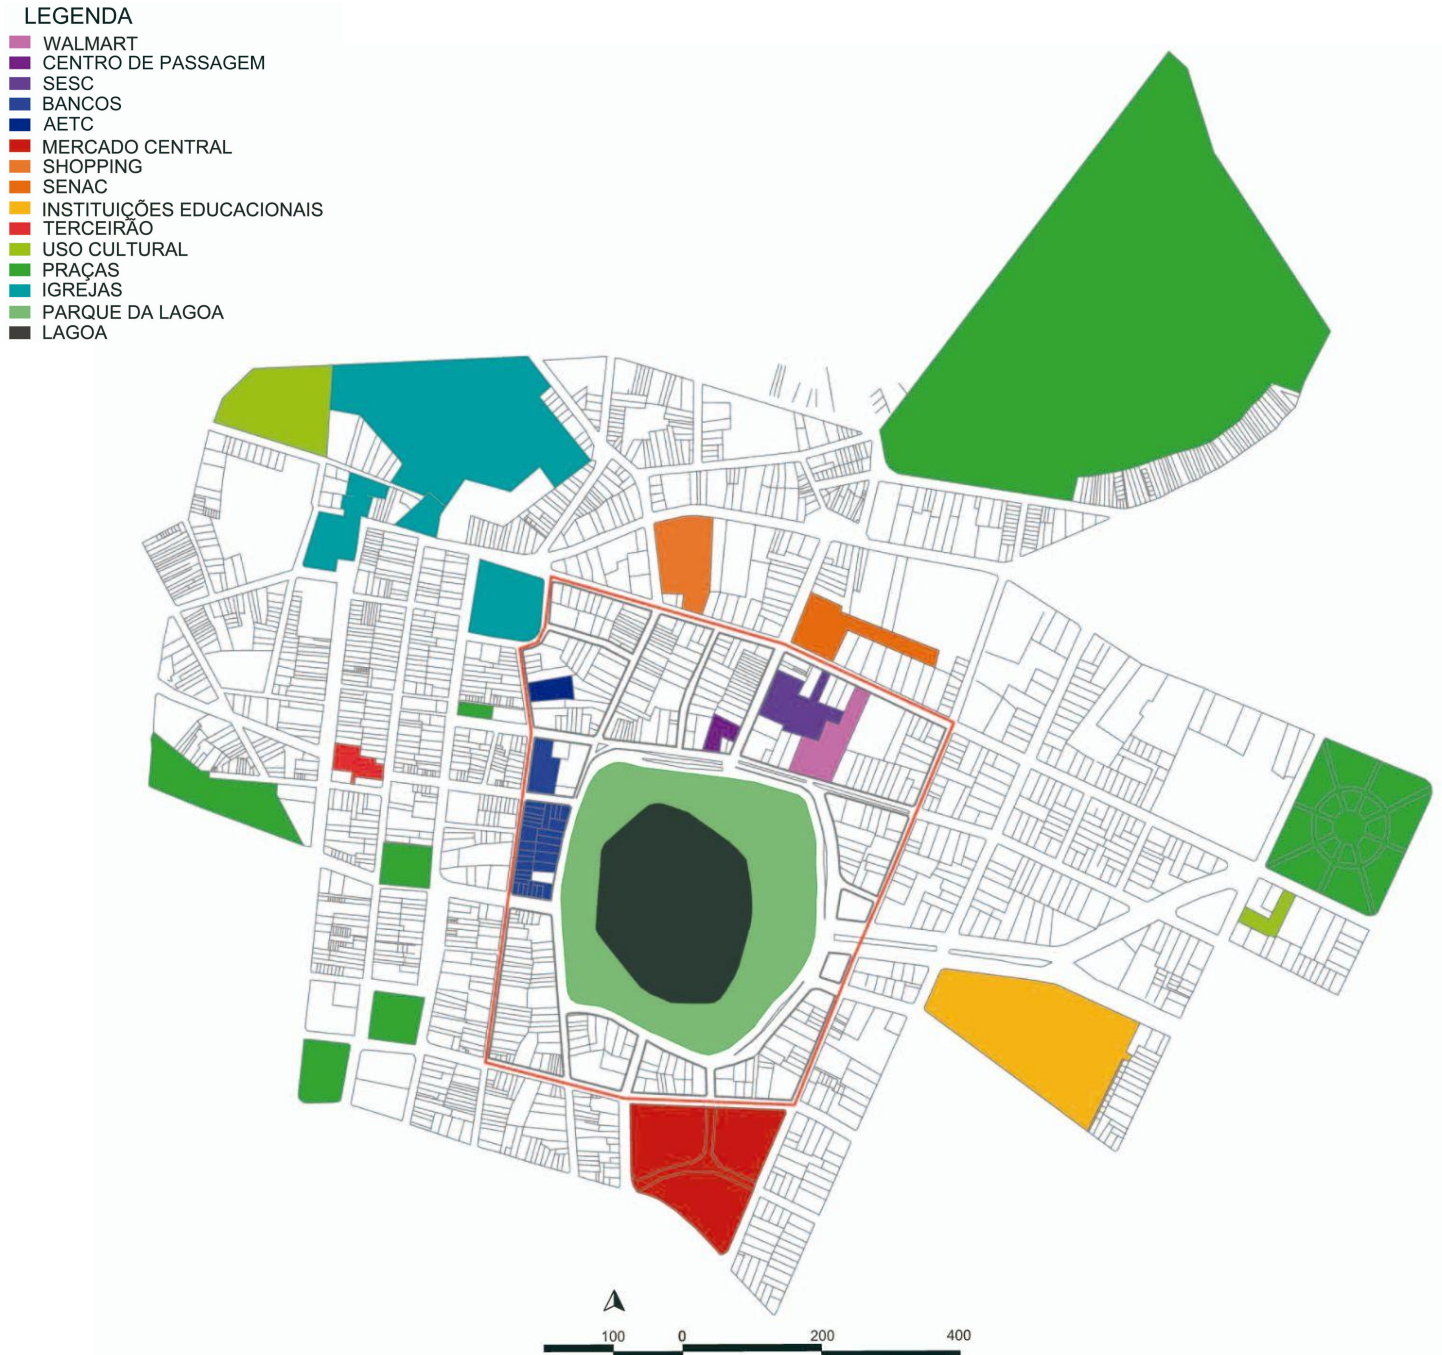 LEGENDA
WALMART
CENTRO DE PASSAGEM
SESC
BANCOS
AETC
MERCADO CENTRAL
SHOPPING
SENAC
INSTITUIÇÕES EDUCACIONAIS
TERCEIRÃO
USO CULTURAL
PRAÇAS
IGREJAS
PARQUE DA LAGOA
LAGOA
100 0 200 400